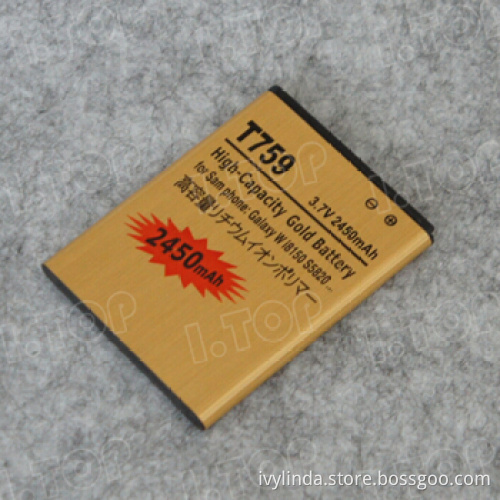 T759
3.7V 2450mAh
High-Capacity Gold Battery
for Sam phone: Galaxy W i8150 S5820 ...
高容量リチウムイオンポリマー
2450mAh
I.TOP
ivylinda.store.bossgoo.com